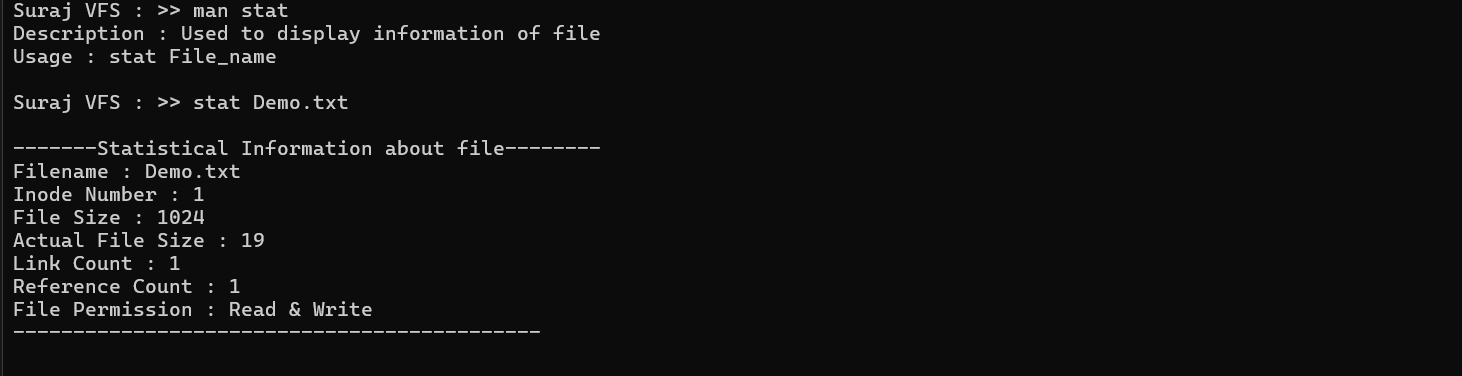 Suraj VFS : >> man stat
Description : Used to display information of file
Usage : stat File_name
Suraj VFS : >> stat Demo.txt
-------Statistical Information about file--------
Filename : Demo.txt
Inode Number : 1
File Size : 1024
Actual File Size : 19
Link Count : 1
Reference Count : 1
File Permission : Read & Write
--------------------------------------------